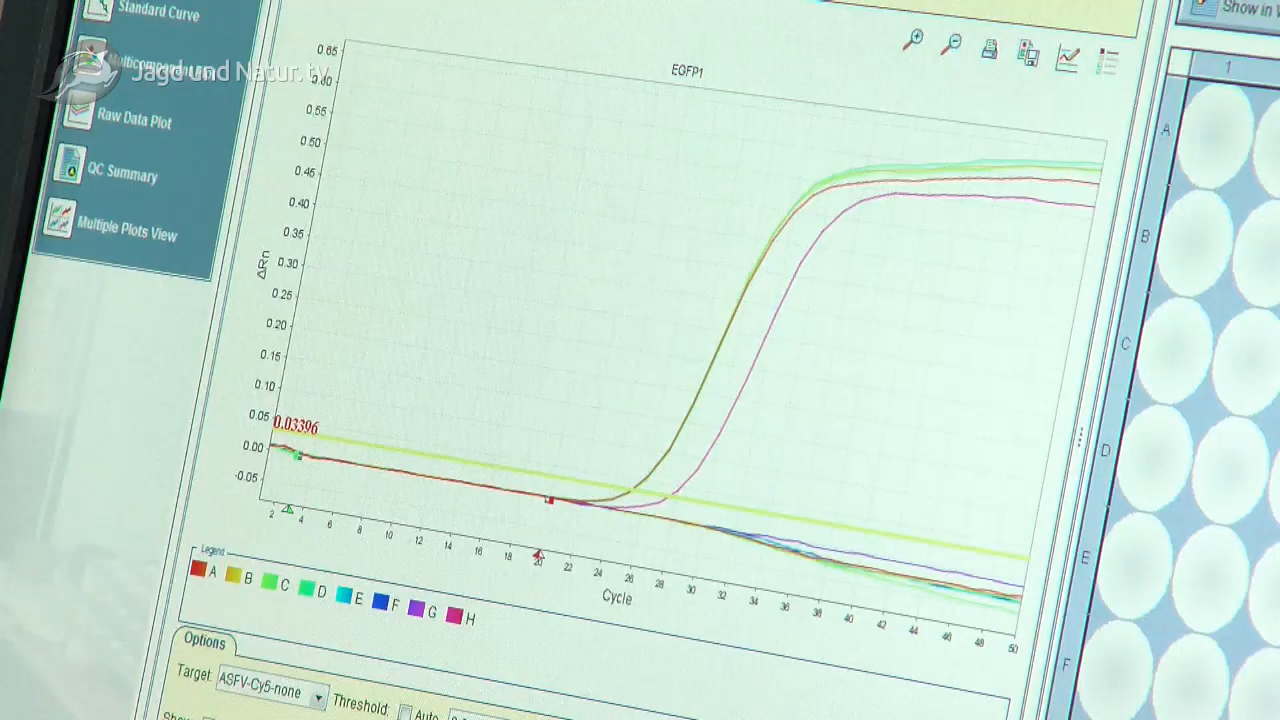 Standard Curve
Jagd und Natur.tv
Raw Data Plot
QC Summary
Multiple Plots View
Show in
EGFP1
ΔRn
0.65
0.60
0.55
0.50
0.45
0.40
0.35
0.30
0.25
0.20
0.15
0.10
0.05
0.00
-0.05
0.03396
2 4 6 8 10 12 14 16 18 20 22 24 26 28 30 32 34 36 38 40 42 44 46 48 50
Cycle
Legend
A B C D E F G H
Options
Target: ASFV-Cy5-none Threshold: Auto
1
A
B
C
D
E
F